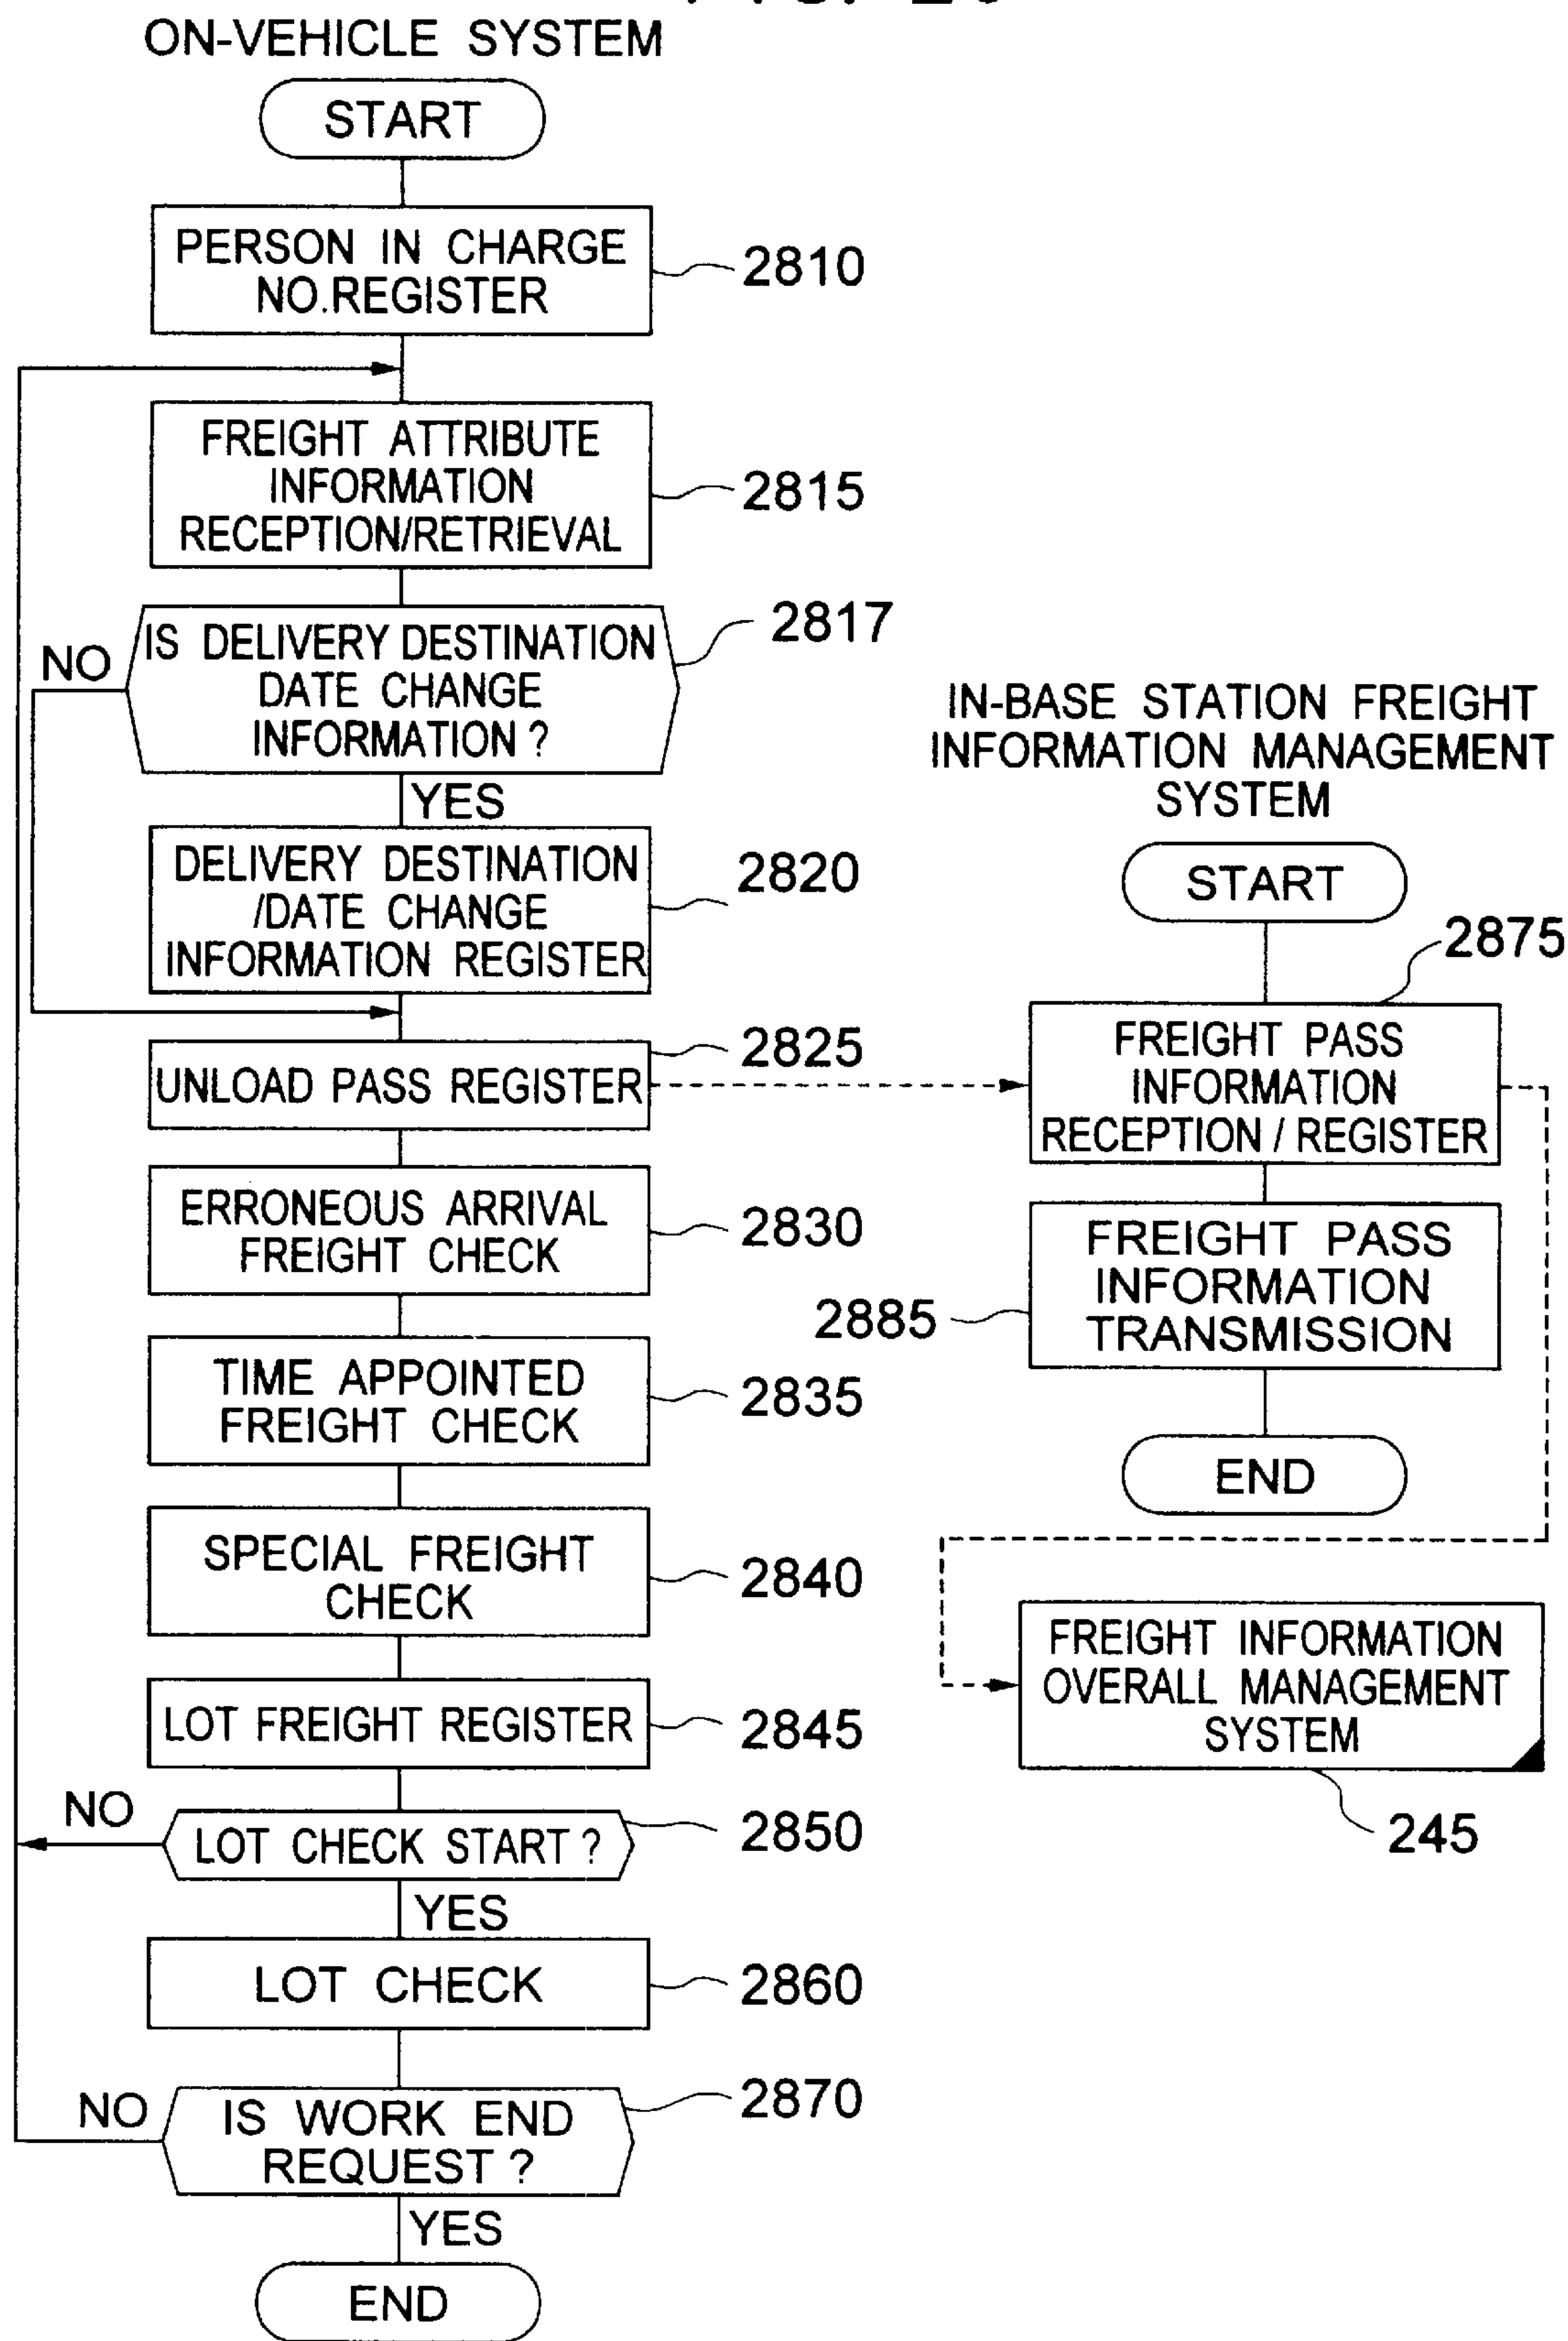 ON-VEHICLE SYSTEM
START
PERSON IN CHARGE
NO.REGISTER
2810
FREIGHT ATTRIBUTE
INFORMATION
RECEPTION/RETRIEVAL
2815
IS DELIVERY DESTINATION
DATE CHANGE
INFORMATION ?
2817
NO
YES
DELIVERY DESTINATION
/DATE CHANGE
INFORMATION REGISTER
2820
UNLOAD PASS REGISTER
2825
ERRONEOUS ARRIVAL
FREIGHT CHECK
2830
TIME APPOINTED
FREIGHT CHECK
2835
SPECIAL FREIGHT
CHECK
2840
LOT FREIGHT REGISTER
2845
NO
LOT CHECK START ?
2850
YES
LOT CHECK
2860
NO
IS WORK END
REQUEST ?
2870
YES
END
IN-BASE STATION FREIGHT
INFORMATION MANAGEMENT
SYSTEM
START
2875
FREIGHT PASS
INFORMATION
RECEPTION / REGISTER
FREIGHT PASS
INFORMATION
TRANSMISSION
2885
END
FREIGHT INFORMATION
OVERALL MANAGEMENT
SYSTEM
245